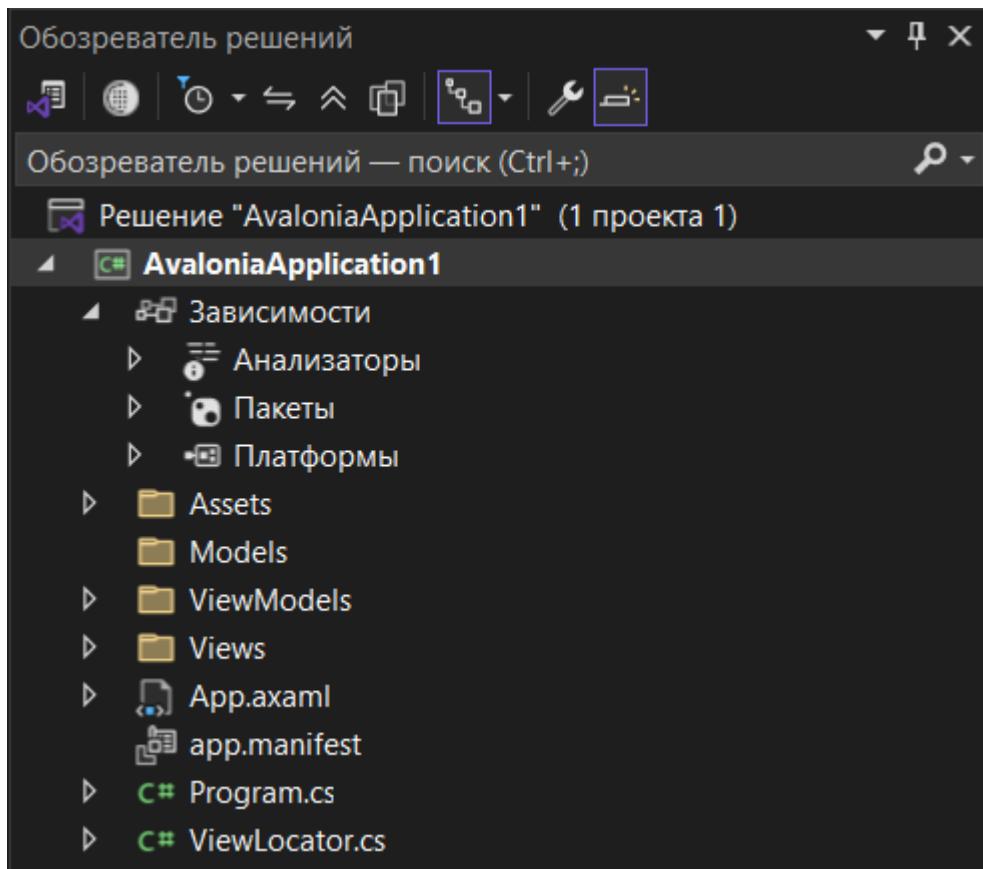 Обозреватель решений
Обозреватель решений — поиск (Ctrl+;)
Решение "AvaloniaApplication1" (1 проекта 1)
C# AvaloniaApplication1
Зависимости
Анализаторы
Пакеты
Платформы
Assets
Models
ViewModels
Views
App.axaml
app.manifest
C# Program.cs
C# ViewLocator.cs